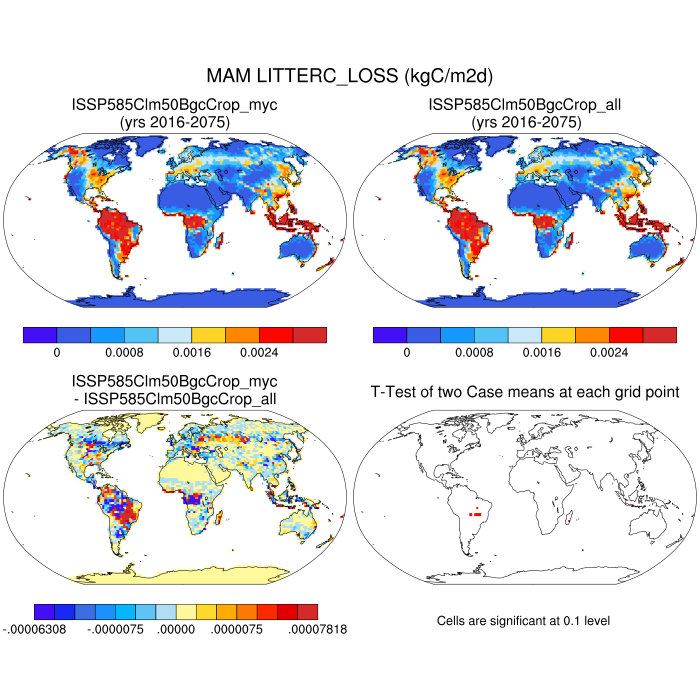 MAM LITTERC_LOSS (kgC/m2d)
ISSP585Clm50BgcCrop_myc
(yrs 2016-2075)
ISSP585Clm50BgcCrop_all
(yrs 2016-2075)
0 0.0008 0.0016 0.0024
0 0.0008 0.0016 0.0024
ISSP585Clm50BgcCrop_myc
- ISSP585Clm50BgcCrop_all
T-Test of two Case means at each grid point
-.00006308 -.0000075 .00000 .0000075 .00007818
Cells are significant at 0.1 level